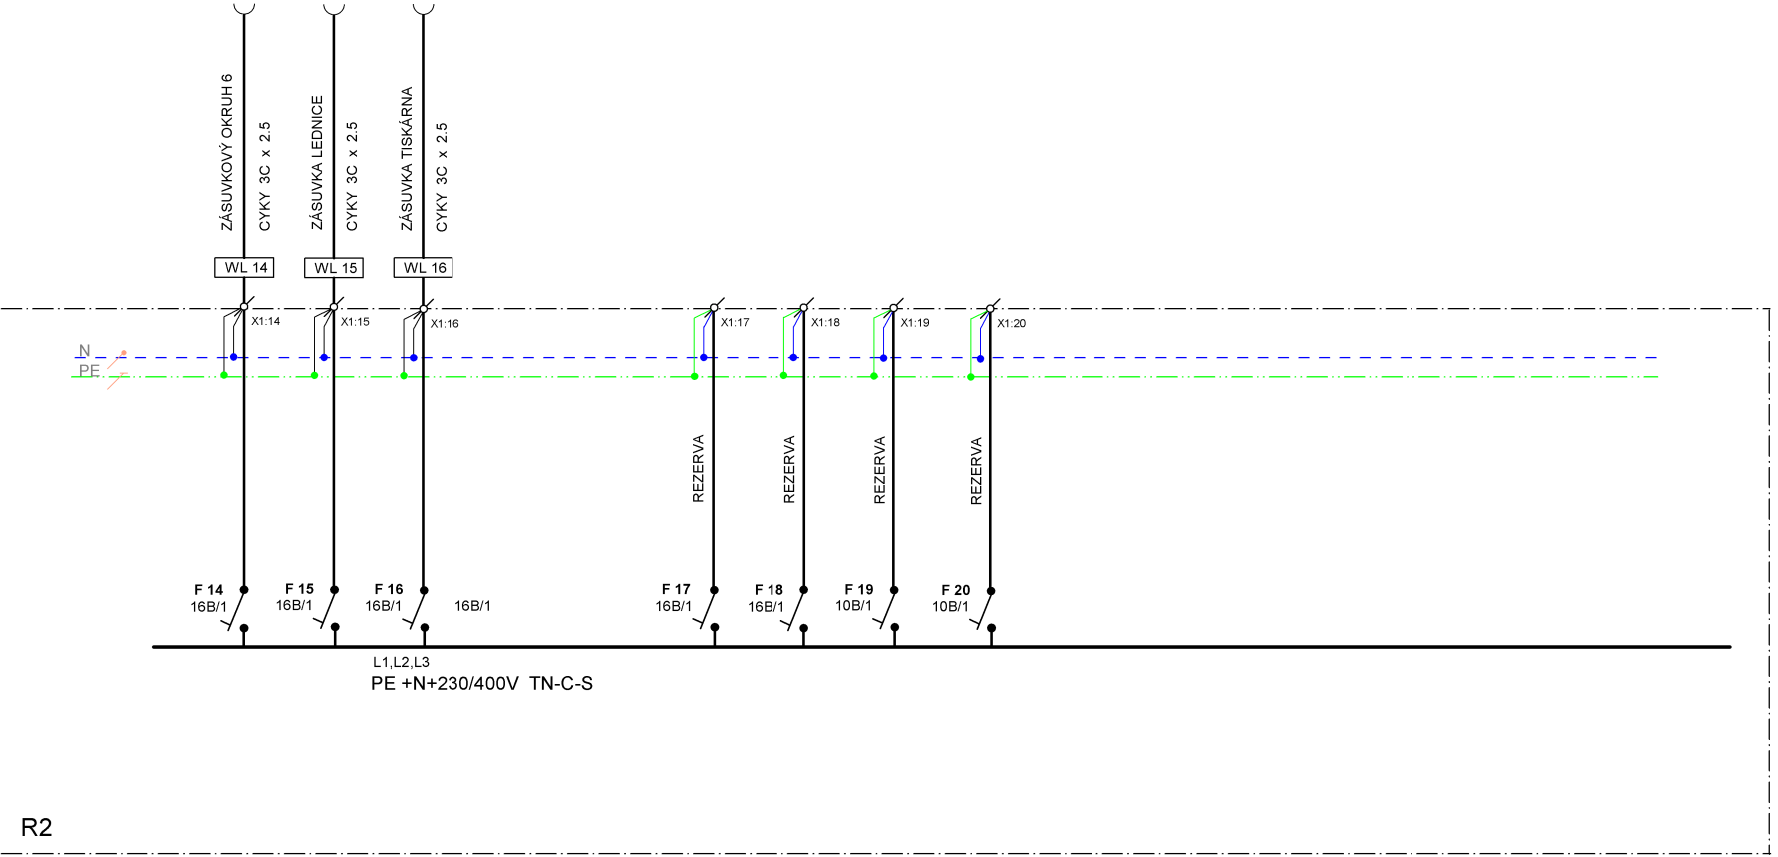 ZÁSUVKOVÝ OKRUH 6
CYKY 3C x 2.5
ZÁSUVKA LEDNICE
CYKY 3C x 2.5
ZÁSUVKA TISKÁRNA
CYKY 3C x 2.5
WL 14
WL 15
WL 16
X1:14
X1:15
X1:16
X1:17
X1:18
X1:19
X1:20
N
PE
REZERVA
REZERVA
REZERVA
REZERVA
F 14
16B/1
F 15
16B/1
F 16
16B/1
16B/1
F 17
16B/1
F 18
16B/1
F 19
10B/1
F 20
10B/1
L1,L2,L3
PE +N+230/400V TN-C-S
R2